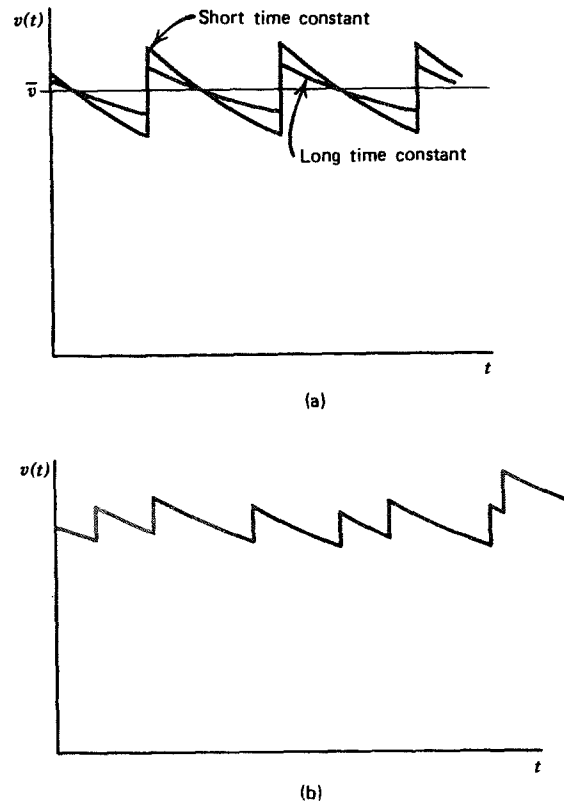 v(t)
Short time constant
v̅
Long time constant
t
(a)
v(t)
t
(b)